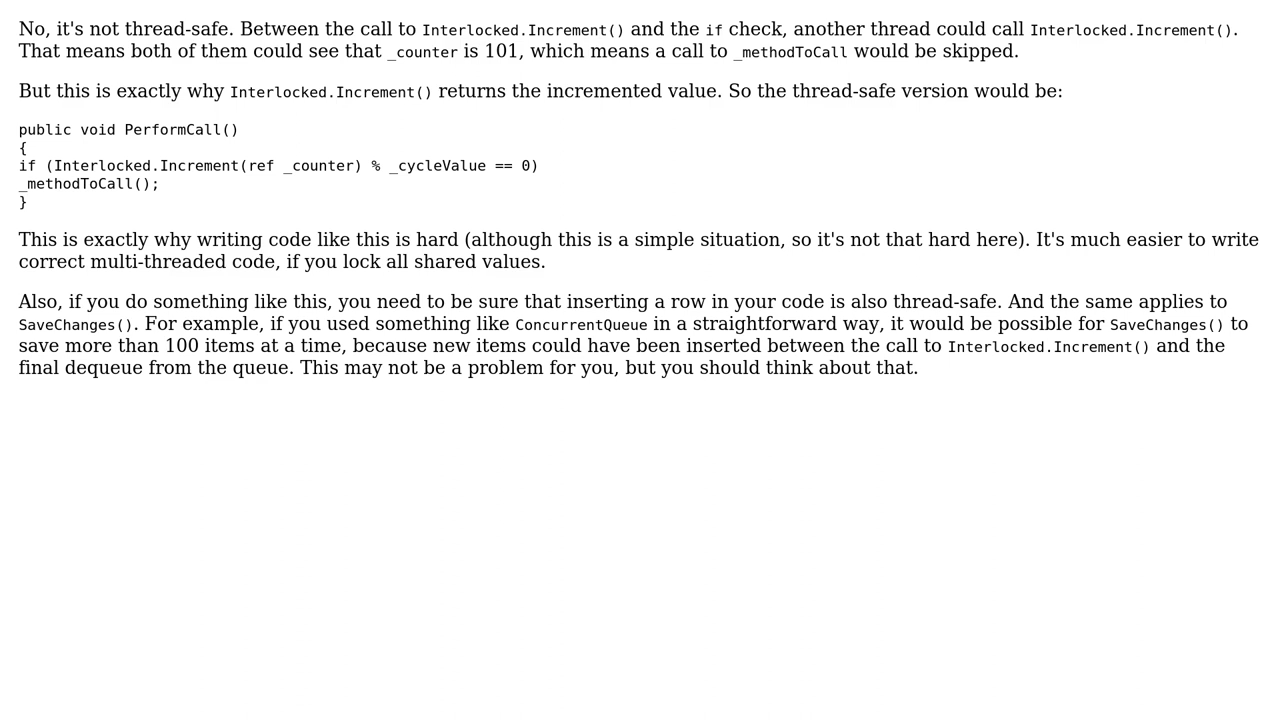 No, it's not thread-safe. Between the call to Interlocked.Increment() and the if check, another thread could call Interlocked.Increment().
That means both of them could see that _counter is 101, which means a call to _methodToCall would be skipped.
But this is exactly why Interlocked.Increment() returns the incremented value. So the thread-safe version would be:
public void PerformCall()
{
if (Interlocked.Increment(ref _counter) % _cycleValue == 0)
_methodToCall();
}
This is exactly why writing code like this is hard (although this is a simple situation, so it's not that hard here). It's much easier to write
correct multi-threaded code, if you lock all shared values.
Also, if you do something like this, you need to be sure that inserting a row in your code is also thread-safe. And the same applies to
SaveChanges(). For example, if you used something like ConcurrentQueue in a straightforward way, it would be possible for SaveChanges() to
save more than 100 items at a time, because new items could have been inserted between the call to Interlocked.Increment() and the
final dequeue from the queue. This may not be a problem for you, but you should think about that.